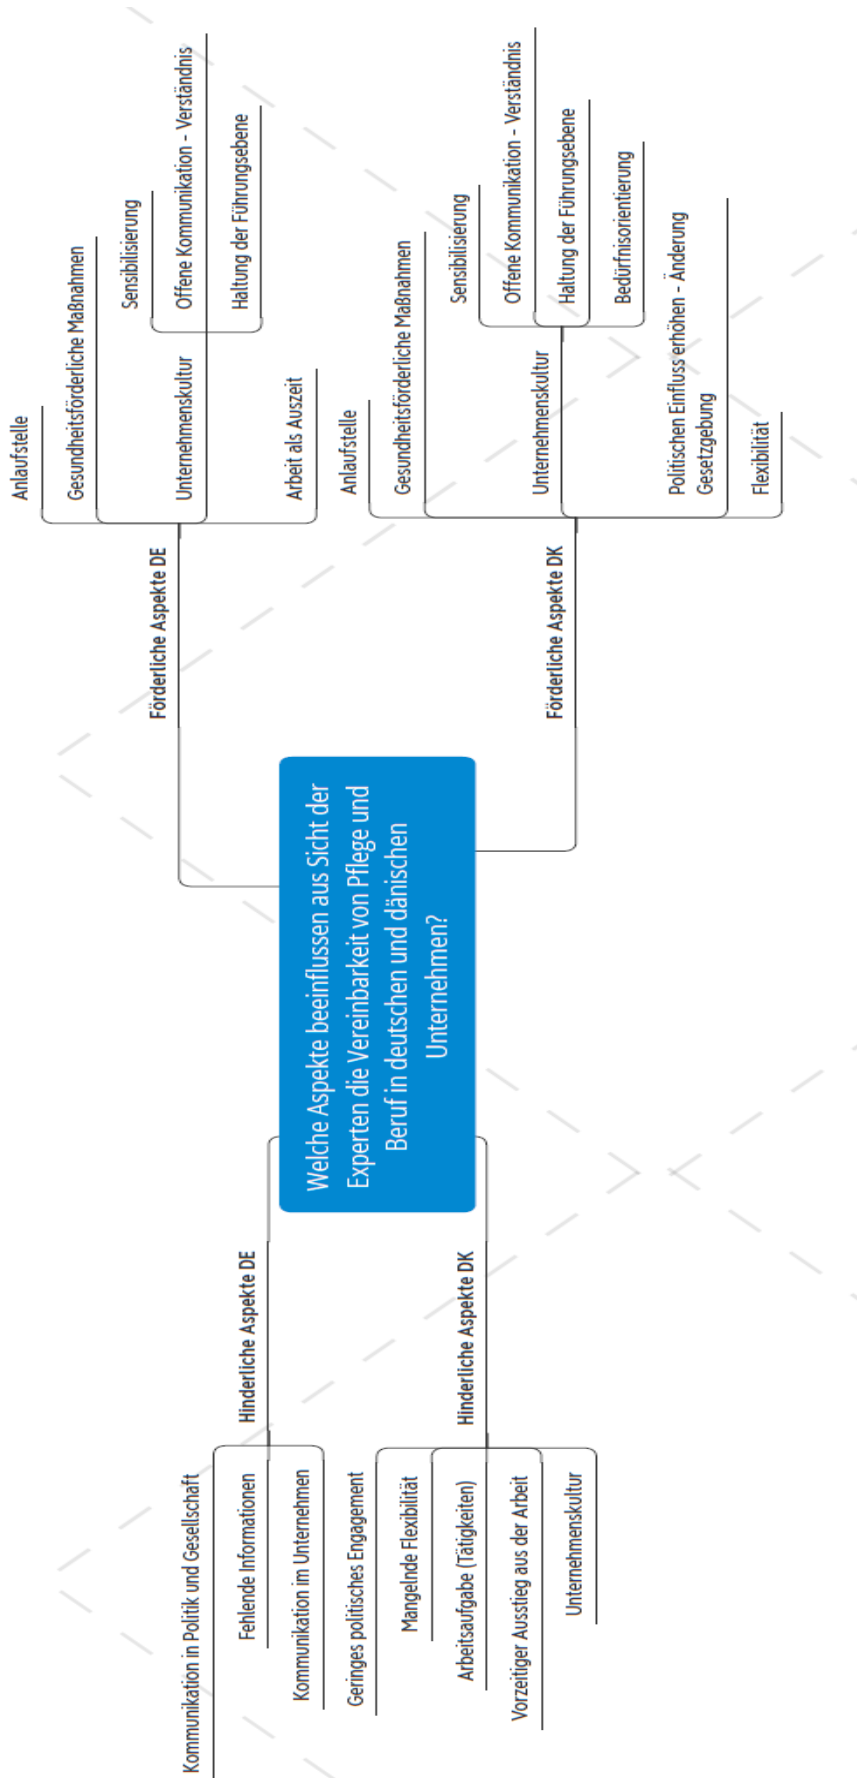 Welche Aspekte beeinflussen aus Sicht der
Experten die Vereinbarkeit von Pflege und
Beruf in deutschen und dänischen
Unternehmen?
Hinderliche Aspekte DE
Kommunikation in Politik und Gesellschaft
Fehlende Informationen
Kommunikation im Unternehmen
Hinderliche Aspekte DK
Geringes politisches Engagement
Mangelnde Flexibilität
Arbeitsaufgabe (Tätigkeiten)
Vorzeitiger Ausstieg aus der Arbeit
Unternehmenskultur
Förderliche Aspekte DE
Anlaufstelle
Gesundheitsförderliche Maßnahmen
Unternehmenskultur
Sensibilisierung
Offene Kommunikation - Verständnis
Haltung der Führungsebene
Arbeit als Auszeit
Förderliche Aspekte DK
Anlaufstelle
Gesundheitsförderliche Maßnahmen
Unternehmenskultur
Sensibilisierung
Offene Kommunikation - Verständnis
Haltung der Führungsebene
Bedürfnisorientierung
Politischen Einfluss erhöhen - Änderung
Gesetzgebung
Flexibilität